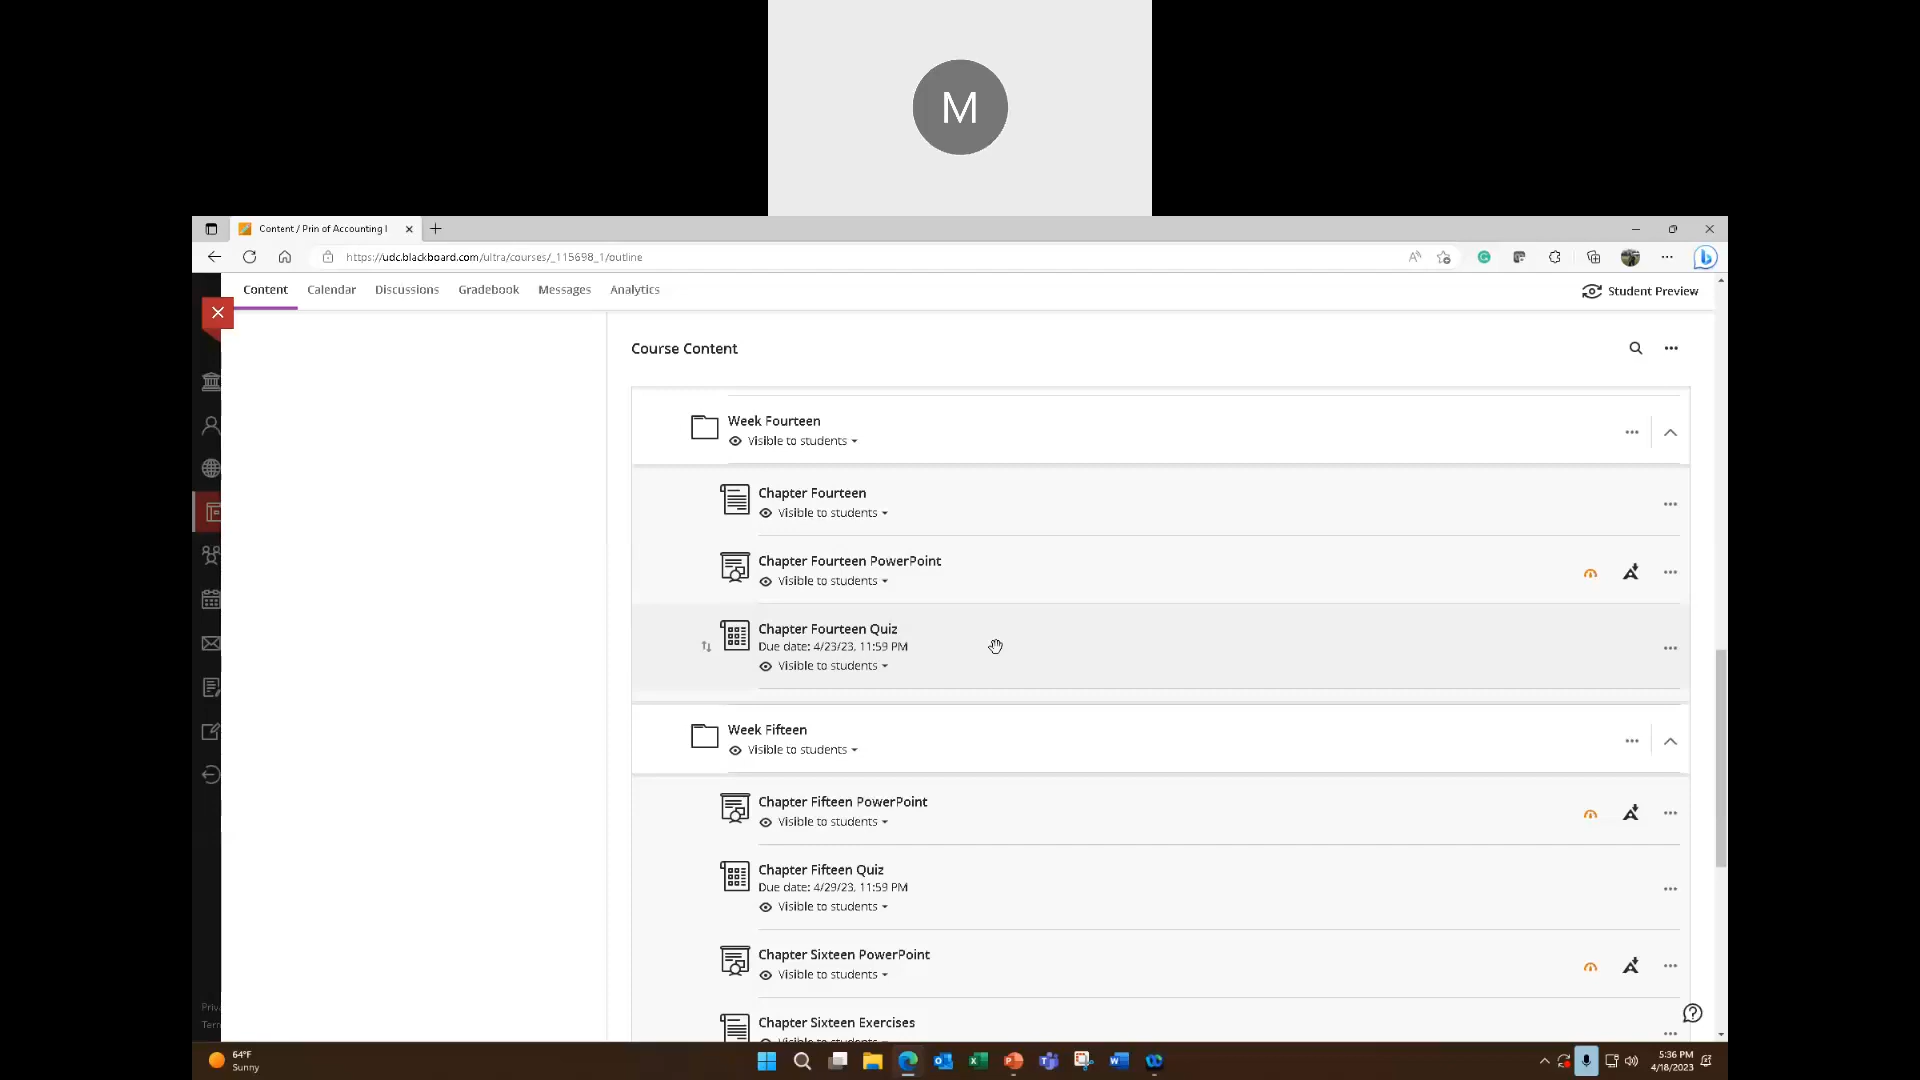 M
Content / Prin of Accounting I
https://udc.blackboard.com/ultra/courses/_115698_1/outline
Content Calendar Discussions Gradebook Messages Analytics
Student Preview
Course Content
Week Fourteen
Visible to students
Chapter Fourteen
Visible to students
Chapter Fourteen PowerPoint
Visible to students
Chapter Fourteen Quiz
Due date: 4/23/23, 11:59 PM
Visible to students
Week Fifteen
Visible to students
Chapter Fifteen PowerPoint
Visible to students
Chapter Fifteen Quiz
Due date: 4/29/23, 11:59 PM
Visible to students
Chapter Sixteen PowerPoint
Visible to students
Chapter Sixteen Exercises
64°F
Sunny
5:36 PM
4/18/2023